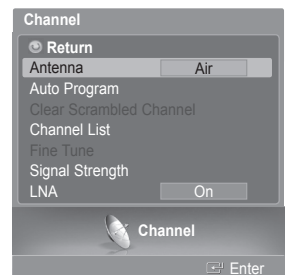 Channel
Return
Antenna Air
Auto Program
Clear Scrambled Channel
Channel List
Fine Tune
Signal Strength
LNA On
Channel
Enter